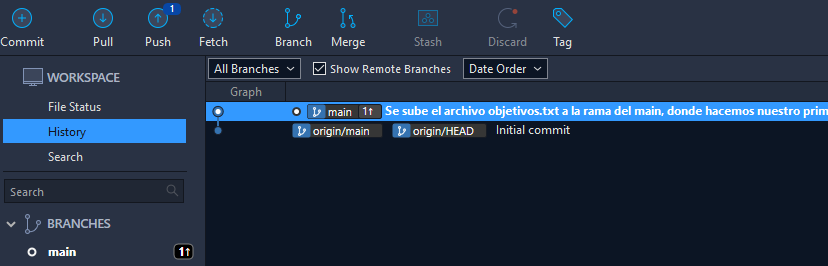 1
Commit Pull Push Fetch Branch Merge Stash Discard Tag
WORKSPACE
All Branches Show Remote Branches Date Order
File Status
Graph
History
main 1↑ Se sube el archivo objetivos.txt a la rama del main, donde hacemos nuestro prim
origin/main origin/HEAD Initial commit
Search
Search
BRANCHES
main 1↑